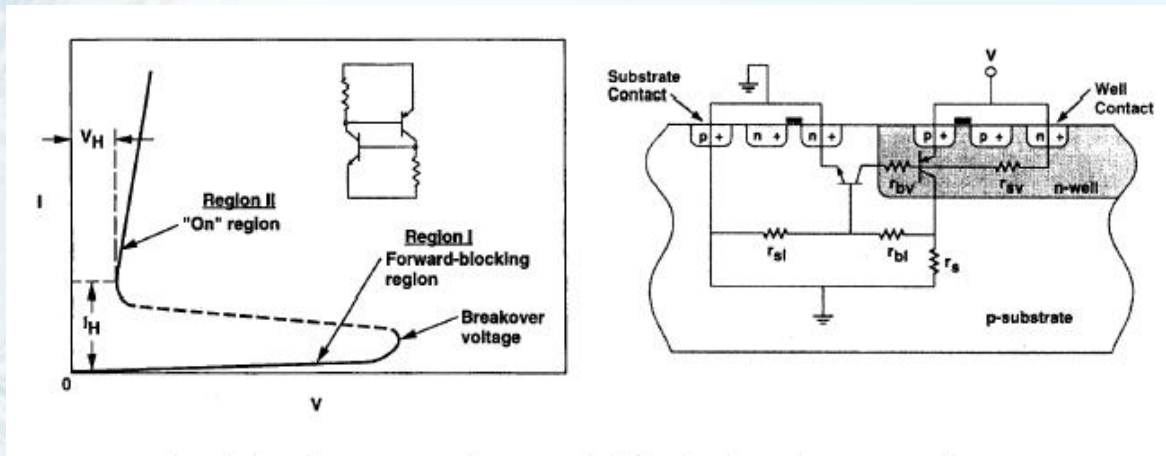 V_H
I
Region II
"On" region
Region I
Forward-blocking
region
I_H
Breakover
voltage
0
V
Substrate
Contact
V
Well
Contact
p +
n +
n +
p +
p +
n +
r_bv
r_sv
n-well
r_sl
r_bl
r_s
p-substrate